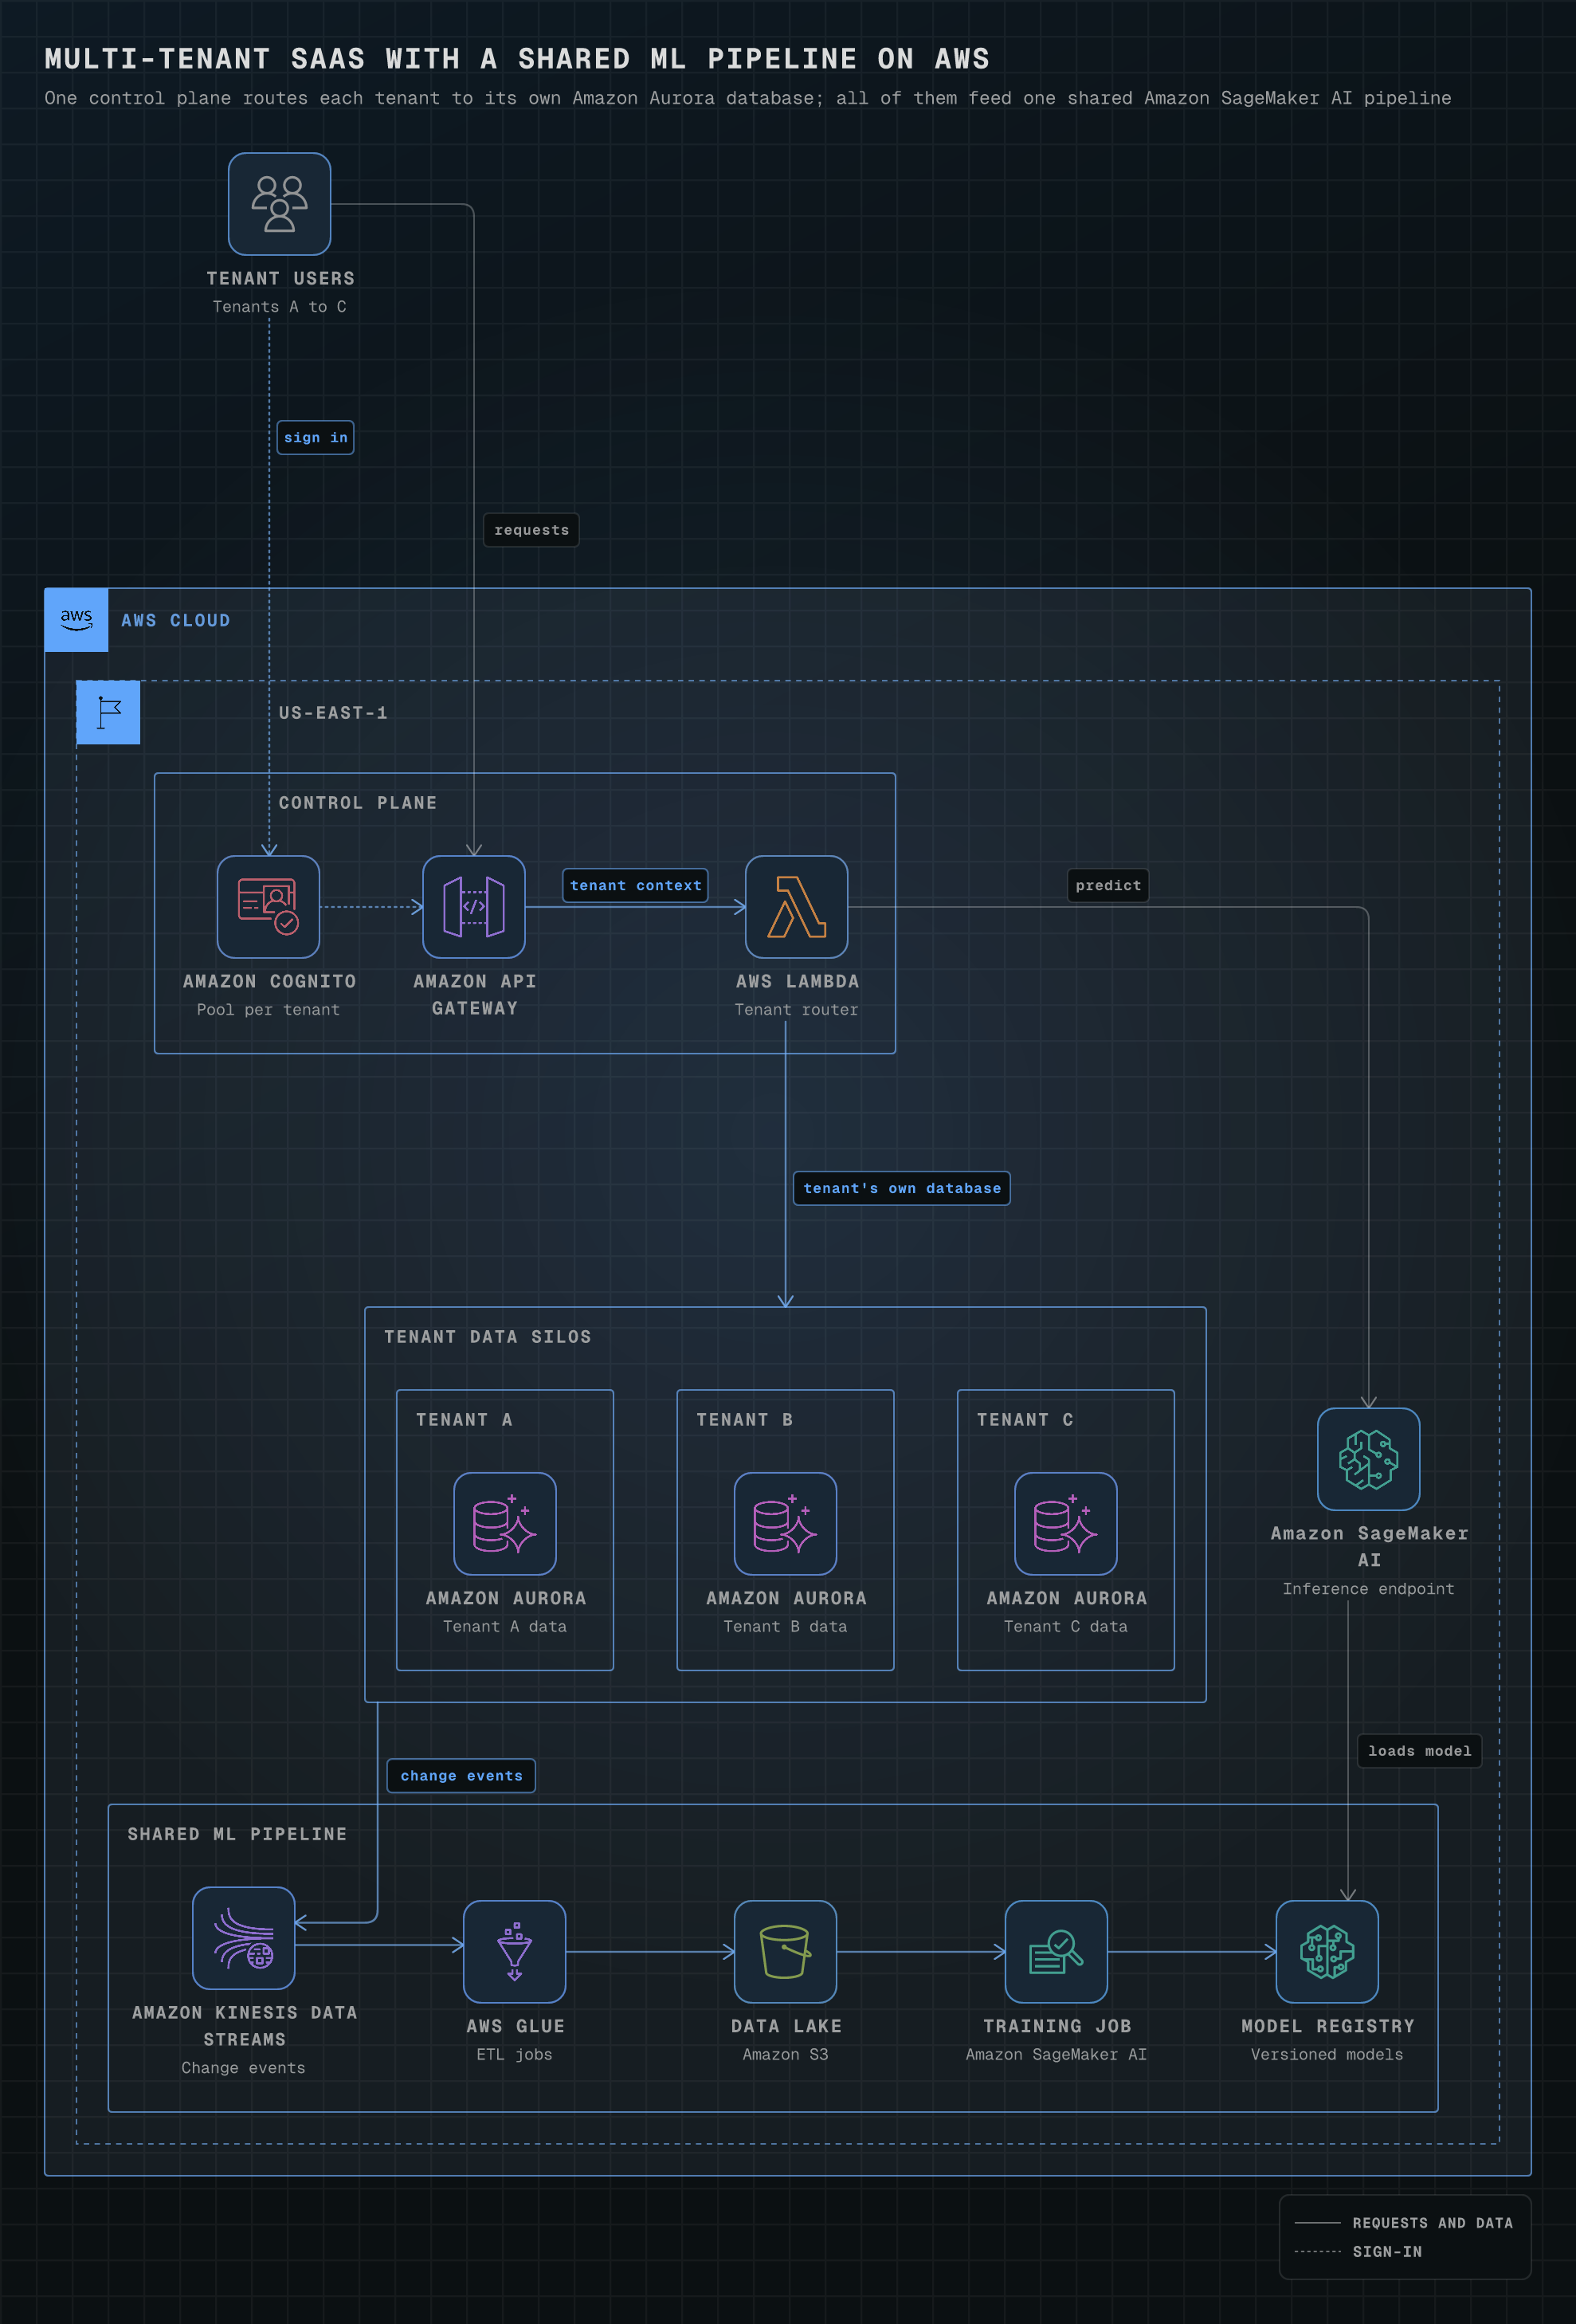 MULTI-TENANT SAAS WITH A SHARED ML PIPELINE ON AWS
One control plane routes each tenant to its own Amazon Aurora database; all of them feed one shared Amazon SageMaker AI pipeline
TENANT USERS
Tenants A to C
sign in
requests
aws
AWS CLOUD
US-EAST-1
CONTROL PLANE
tenant context
predict
AMAZON COGNITO
Pool per tenant
AMAZON API
GATEWAY
AWS LAMBDA
Tenant router
tenant's own database
TENANT DATA SILOS
TENANT A
TENANT B
TENANT C
AMAZON AURORA
Tenant A data
AMAZON AURORA
Tenant B data
AMAZON AURORA
Tenant C data
Amazon SageMaker
AI
Inference endpoint
loads model
change events
SHARED ML PIPELINE
AMAZON KINESIS DATA
STREAMS
Change events
AWS GLUE
ETL jobs
DATA LAKE
Amazon S3
TRAINING JOB
Amazon SageMaker AI
MODEL REGISTRY
Versioned models
REQUESTS AND DATA
SIGN-IN